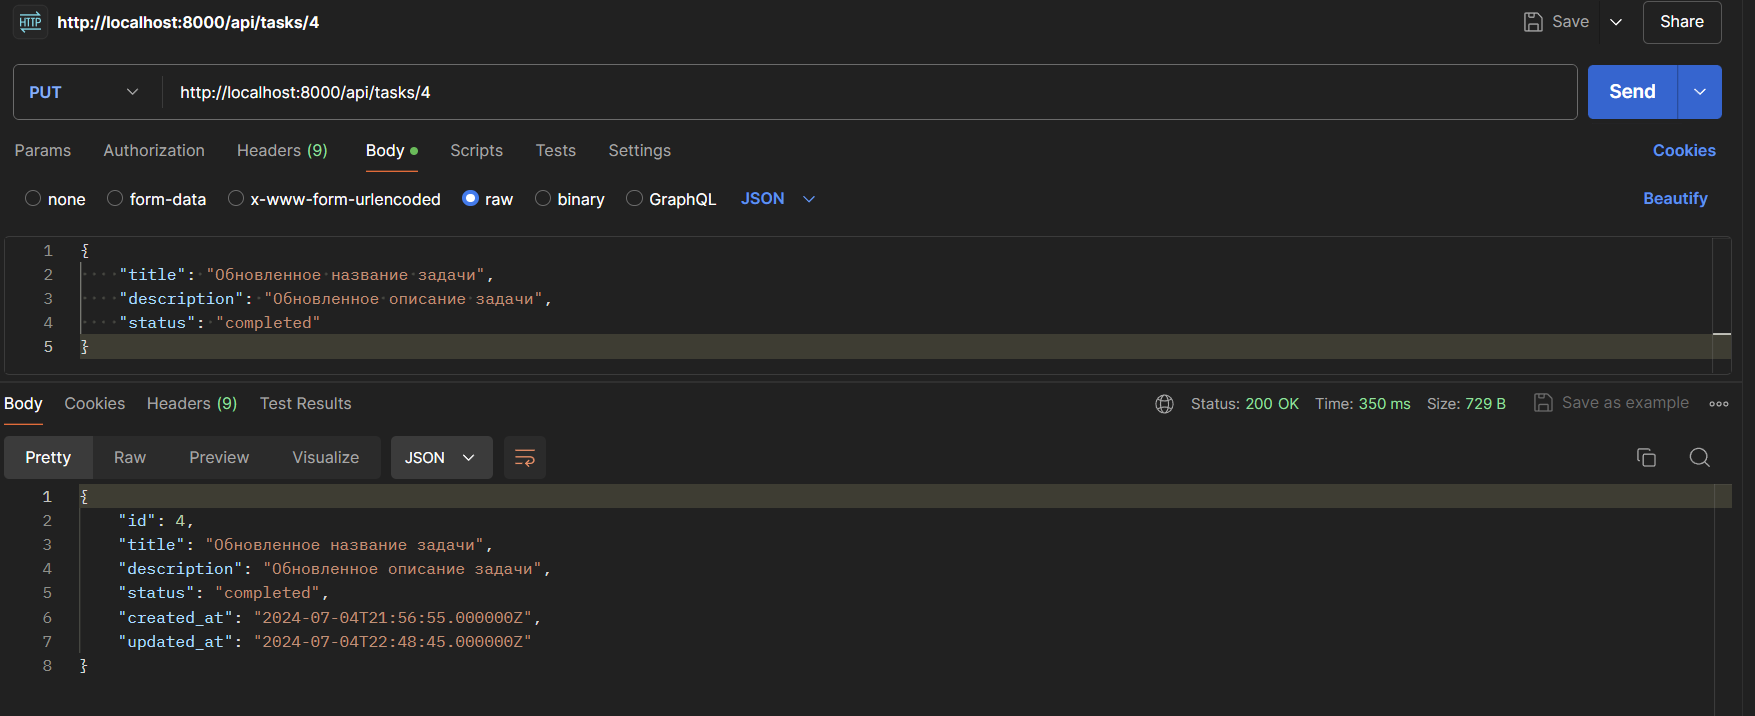 HTTP http://localhost:8000/api/tasks/4 Save Share
PUT http://localhost:8000/api/tasks/4 Send
Params Authorization Headers (9) Body Scripts Tests Settings Cookies
none form-data x-www-form-urlencoded raw binary GraphQL JSON Beautify
1 {
2 ····"title":·"Обновленное·название·задачи",
3 ····"description":·"Обновленное·описание·задачи",
4 ····"status":·"completed"
5 }
Body Cookies Headers (9) Test Results Status: 200 OK Time: 350 ms Size: 729 B Save as example
Pretty Raw Preview Visualize JSON
1 {
2 "id": 4,
3 "title": "Обновленное название задачи",
4 "description": "Обновленное описание задачи",
5 "status": "completed",
6 "created_at": "2024-07-04T21:56:55.000000Z",
7 "updated_at": "2024-07-04T22:48:45.000000Z"
8 }